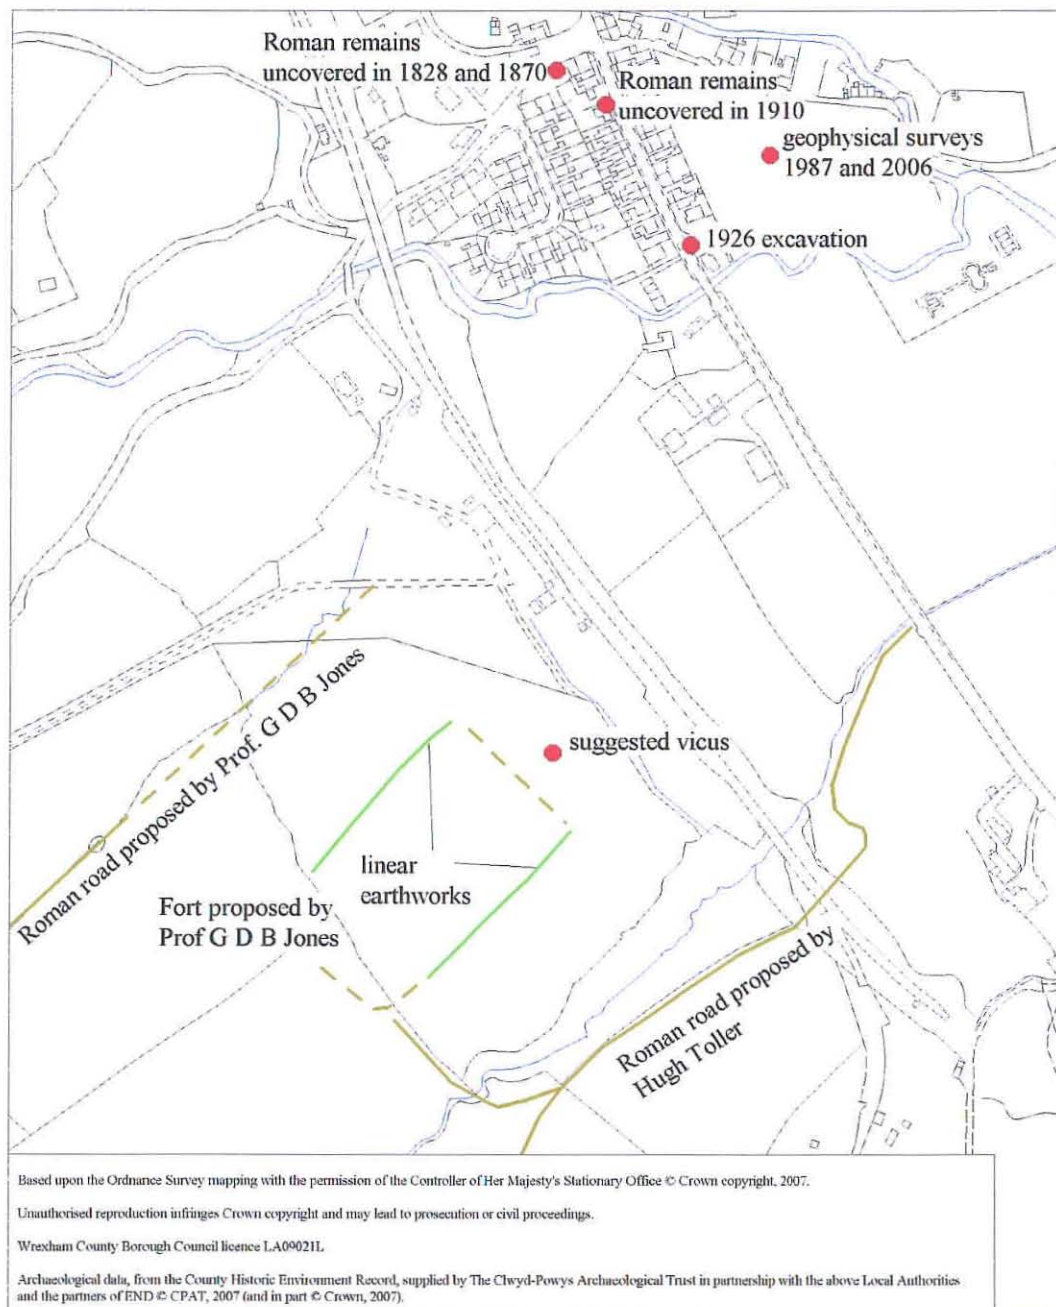 Roman remains
uncovered in 1828 and 1870
Roman remains
uncovered in 1910
geophysical surveys
1987 and 2006
1926 excavation
Roman road proposed by Prof. G D B Jones
suggested vicus
linear
earthworks
Fort proposed by
Prof G D B Jones
Roman road proposed by
Hugh Toller
Based upon the Ordnance Survey mapping with the permission of the Controller of Her Majesty's Stationary Office © Crown copyright, 2007.
Unauthorised reproduction infringes Crown copyright and may lead to prosecution or civil proceedings.
Wrexham County Borough Council licence LA09021L
Archaeological data, from the County Historic Environment Record, supplied by The Clwyd-Powys Archaeological Trust in partnership with the above Local Authorities
and the partners of END © CPAT, 2007 (and in part © Crown, 2007).